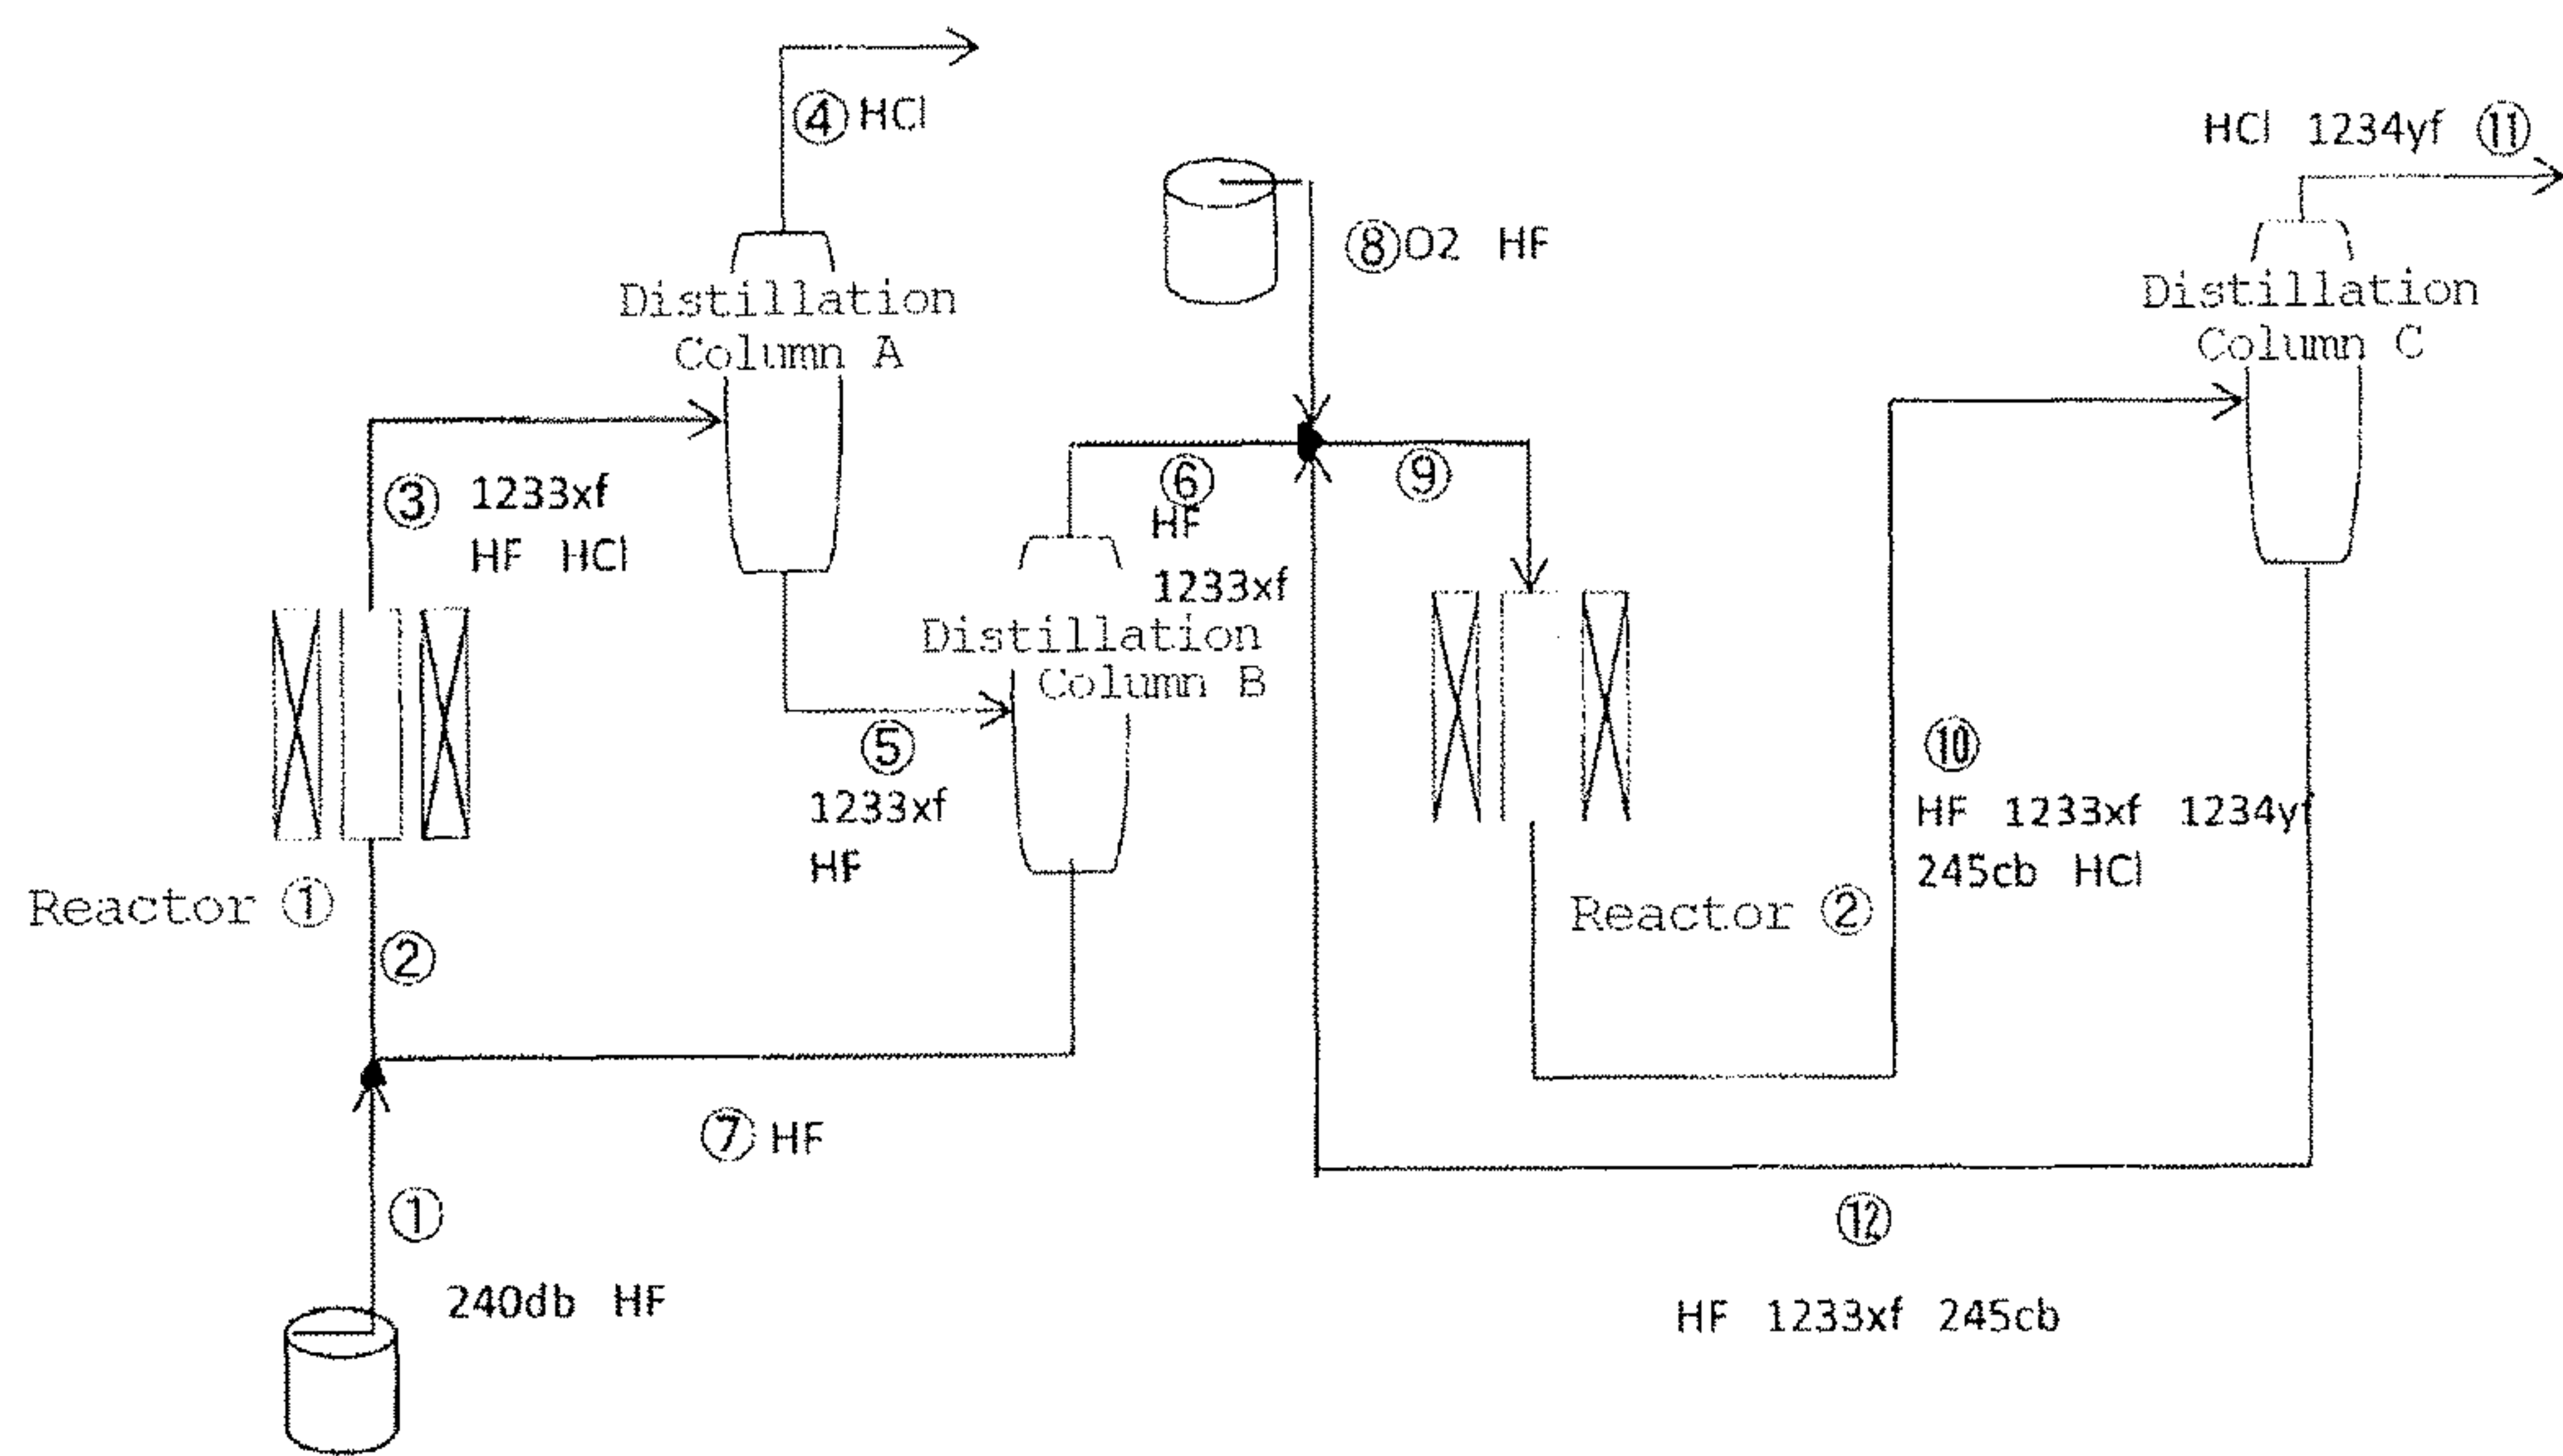 ④ HCl
HCl 1234yf ⑪
⑧ O2 HF
Distillation
Column A
Distillation
Column C
③ 1233xf
HF HCl
⑥
HF
1233xf
⑨
Distillation
Column B
⑤
1233xf
HF
⑩
HF 1233xf 1234yf
245cb HCl
Reactor ①
Reactor ②
②
⑦ HF
①
240db HF
⑫
HF 1233xf 245cb